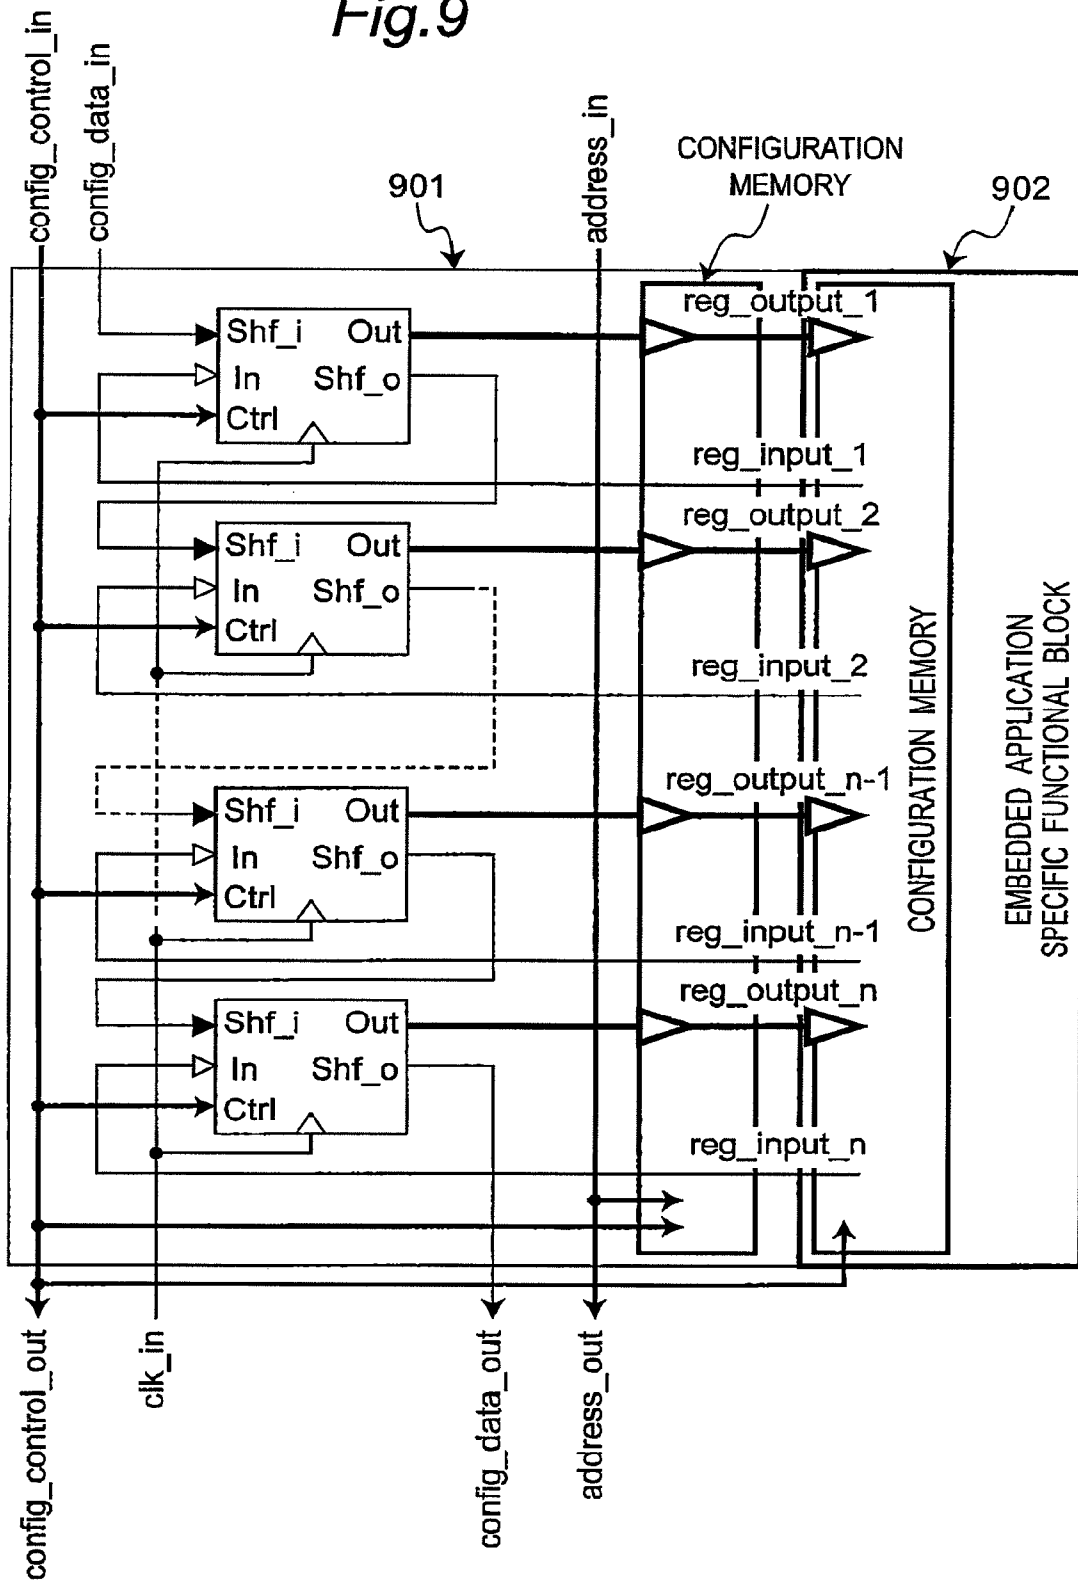 Fig.9
config_control_in
config_data_in
address_in
CONFIGURATION
MEMORY
901
902
Shf_i Out
In Shf_o
Ctrl
reg_output_1
reg_input_1
Shf_i Out
In Shf_o
Ctrl
reg_output_2
reg_input_2
Shf_i Out
In Shf_o
Ctrl
reg_output_n-1
reg_input_n-1
Shf_i Out
In Shf_o
Ctrl
reg_output_n
reg_input_n
CONFIGURATION MEMORY
EMBEDDED APPLICATION
SPECIFIC FUNCTIONAL BLOCK
config_control_out
clk_in
config_data_out
address_out